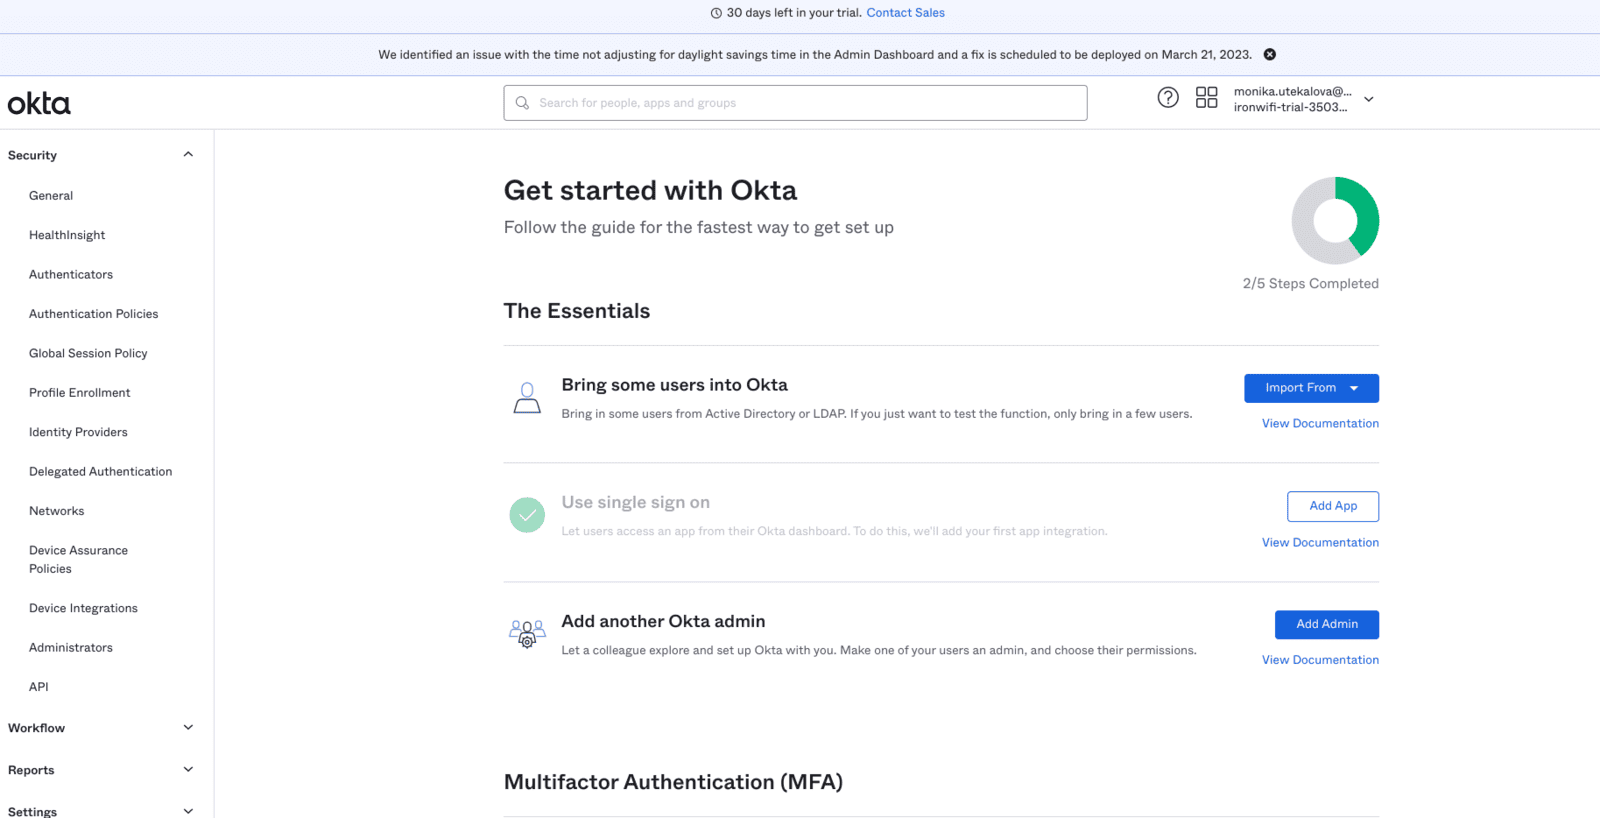 30 days left in your trial. Contact Sales
We identified an issue with the time not adjusting for daylight savings time in the Admin Dashboard and a fix is scheduled to be deployed on March 21, 2023.
okta
Search for people, apps and groups
monika.utekalova@...
ironwifi-trial-3503...
Security
General
HealthInsight
Authenticators
Authentication Policies
Global Session Policy
Profile Enrollment
Identity Providers
Delegated Authentication
Networks
Device Assurance
Policies
Device Integrations
Administrators
API
Workflow
Reports
Settings
Get started with Okta
Follow the guide for the fastest way to get set up
2/5 Steps Completed
The Essentials
Bring some users into Okta
Bring in some users from Active Directory or LDAP. If you just want to test the function, only bring in a few users.
Import From
View Documentation
Use single sign on
Let users access an app from their Okta dashboard. To do this, we'll add your first app integration.
Add App
View Documentation
Add another Okta admin
Let a colleague explore and set up Okta with you. Make one of your users an admin, and choose their permissions.
Add Admin
View Documentation
Multifactor Authentication (MFA)